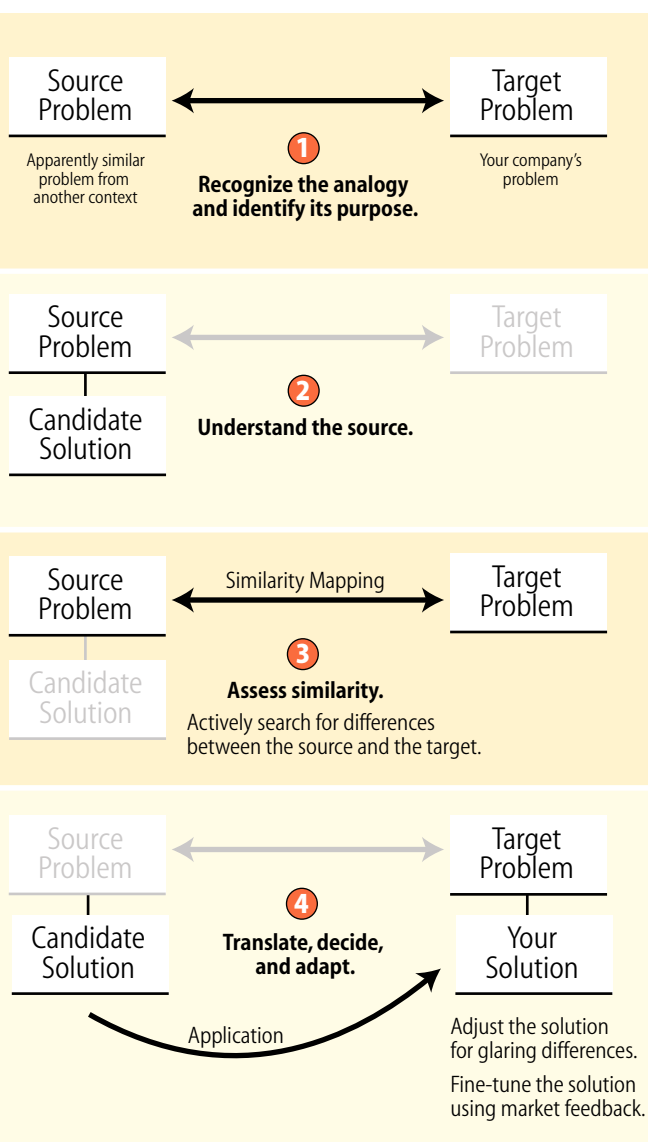 Source
Problem
Target
Problem
Apparently similar
problem from
another context
1
Recognize the analogy
and identify its purpose.
Your company's
problem
Source
Problem
Target
Problem
Candidate
Solution
2
Understand the source.
Source
Problem
Similarity Mapping
Target
Problem
Candidate
Solution
3
Assess similarity.
Actively search for differences
between the source and the target.
Source
Problem
Target
Problem
Candidate
Solution
4
Translate, decide,
and adapt.
Your
Solution
Application
Adjust the solution
for glaring differences.
Fine-tune the solution
using market feedback.